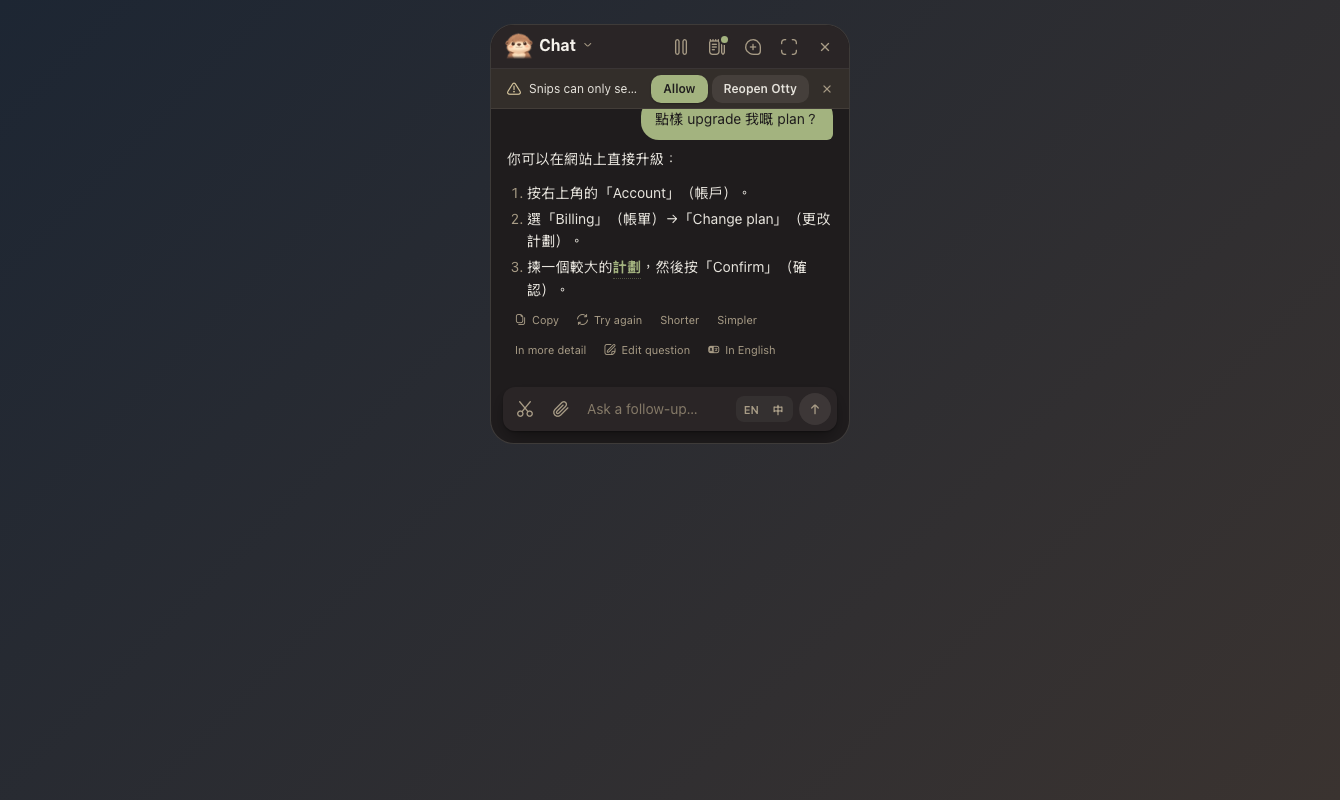 Chat
Snips can only se...
Allow
Reopen Otty
點樣 upgrade 我嘅 plan？
你可以在網站上直接升級：
1. 按右上角的「Account」（帳戶）。
2. 選「Billing」（帳單）→「Change plan」（更改
計劃）。
3. 揀一個較大的計劃，然後按「Confirm」（確
認）。
Copy
Try again
Shorter
Simpler
In more detail
Edit question
In English
Ask a follow-up...
EN
中